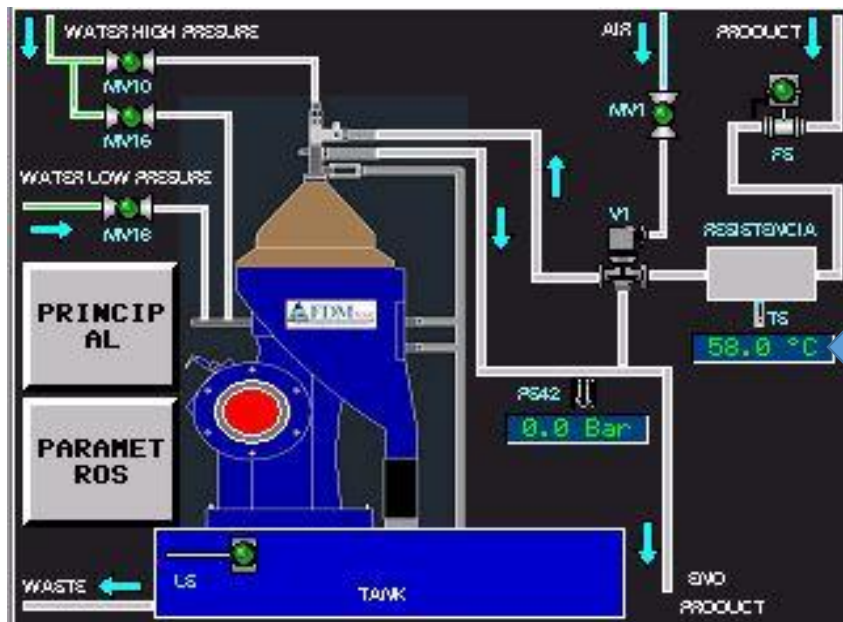 WATER HIGH PRESURE
MV10
MV16
WATER LOW PRESURE
MV18
AIR
PRODUCT
MV1
FS
V1
RESISTENCIA
TS
58.0 °C
PS42
0.0 Bar
PRINCIP
AL
PARAMET
ROS
LS
TANK
WASTE
END
PRODUCT